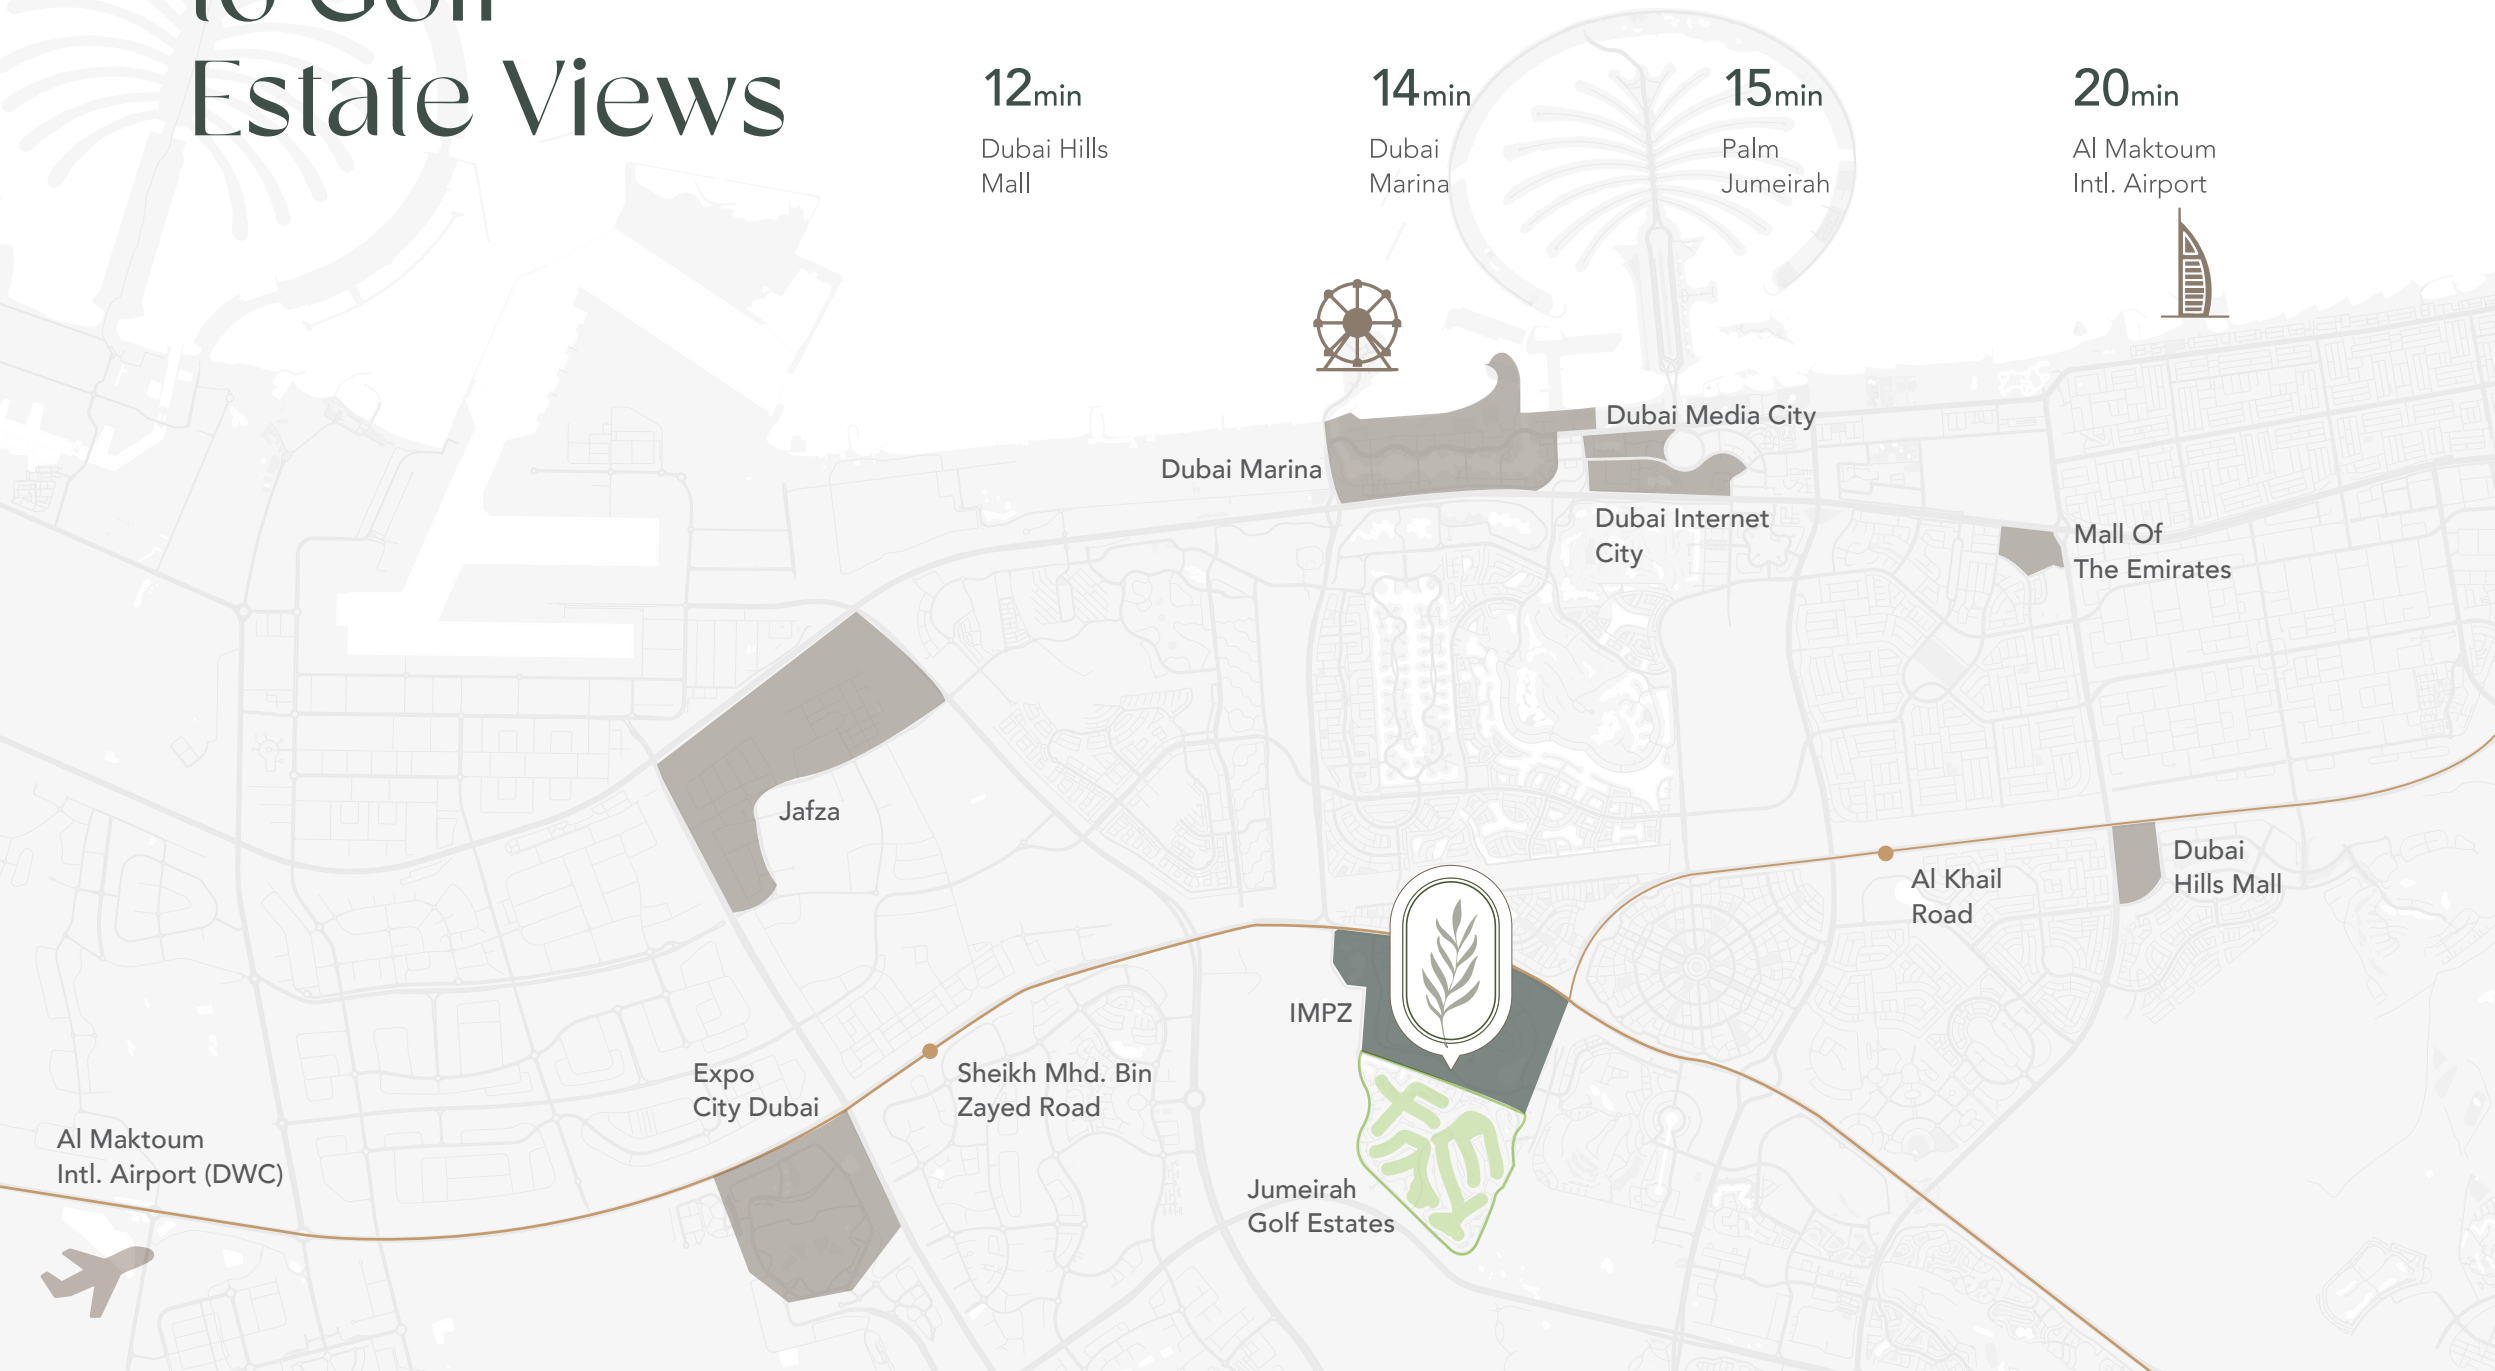 to Golf
Estate Views
12min
Dubai Hills
Mall
14min
Dubai
Marina
15min
Palm
Jumeirah
20min
Al Maktoum
Intl. Airport
Dubai Media City
Dubai Marina
Dubai Internet
City
Mall Of
The Emirates
Jafza
Dubai
Hills Mall
Al Khail
Road
IMPZ
Expo
City Dubai
Sheikh Mhd. Bin
Zayed Road
Al Maktoum
Intl. Airport (DWC)
Jumeirah
Golf Estates